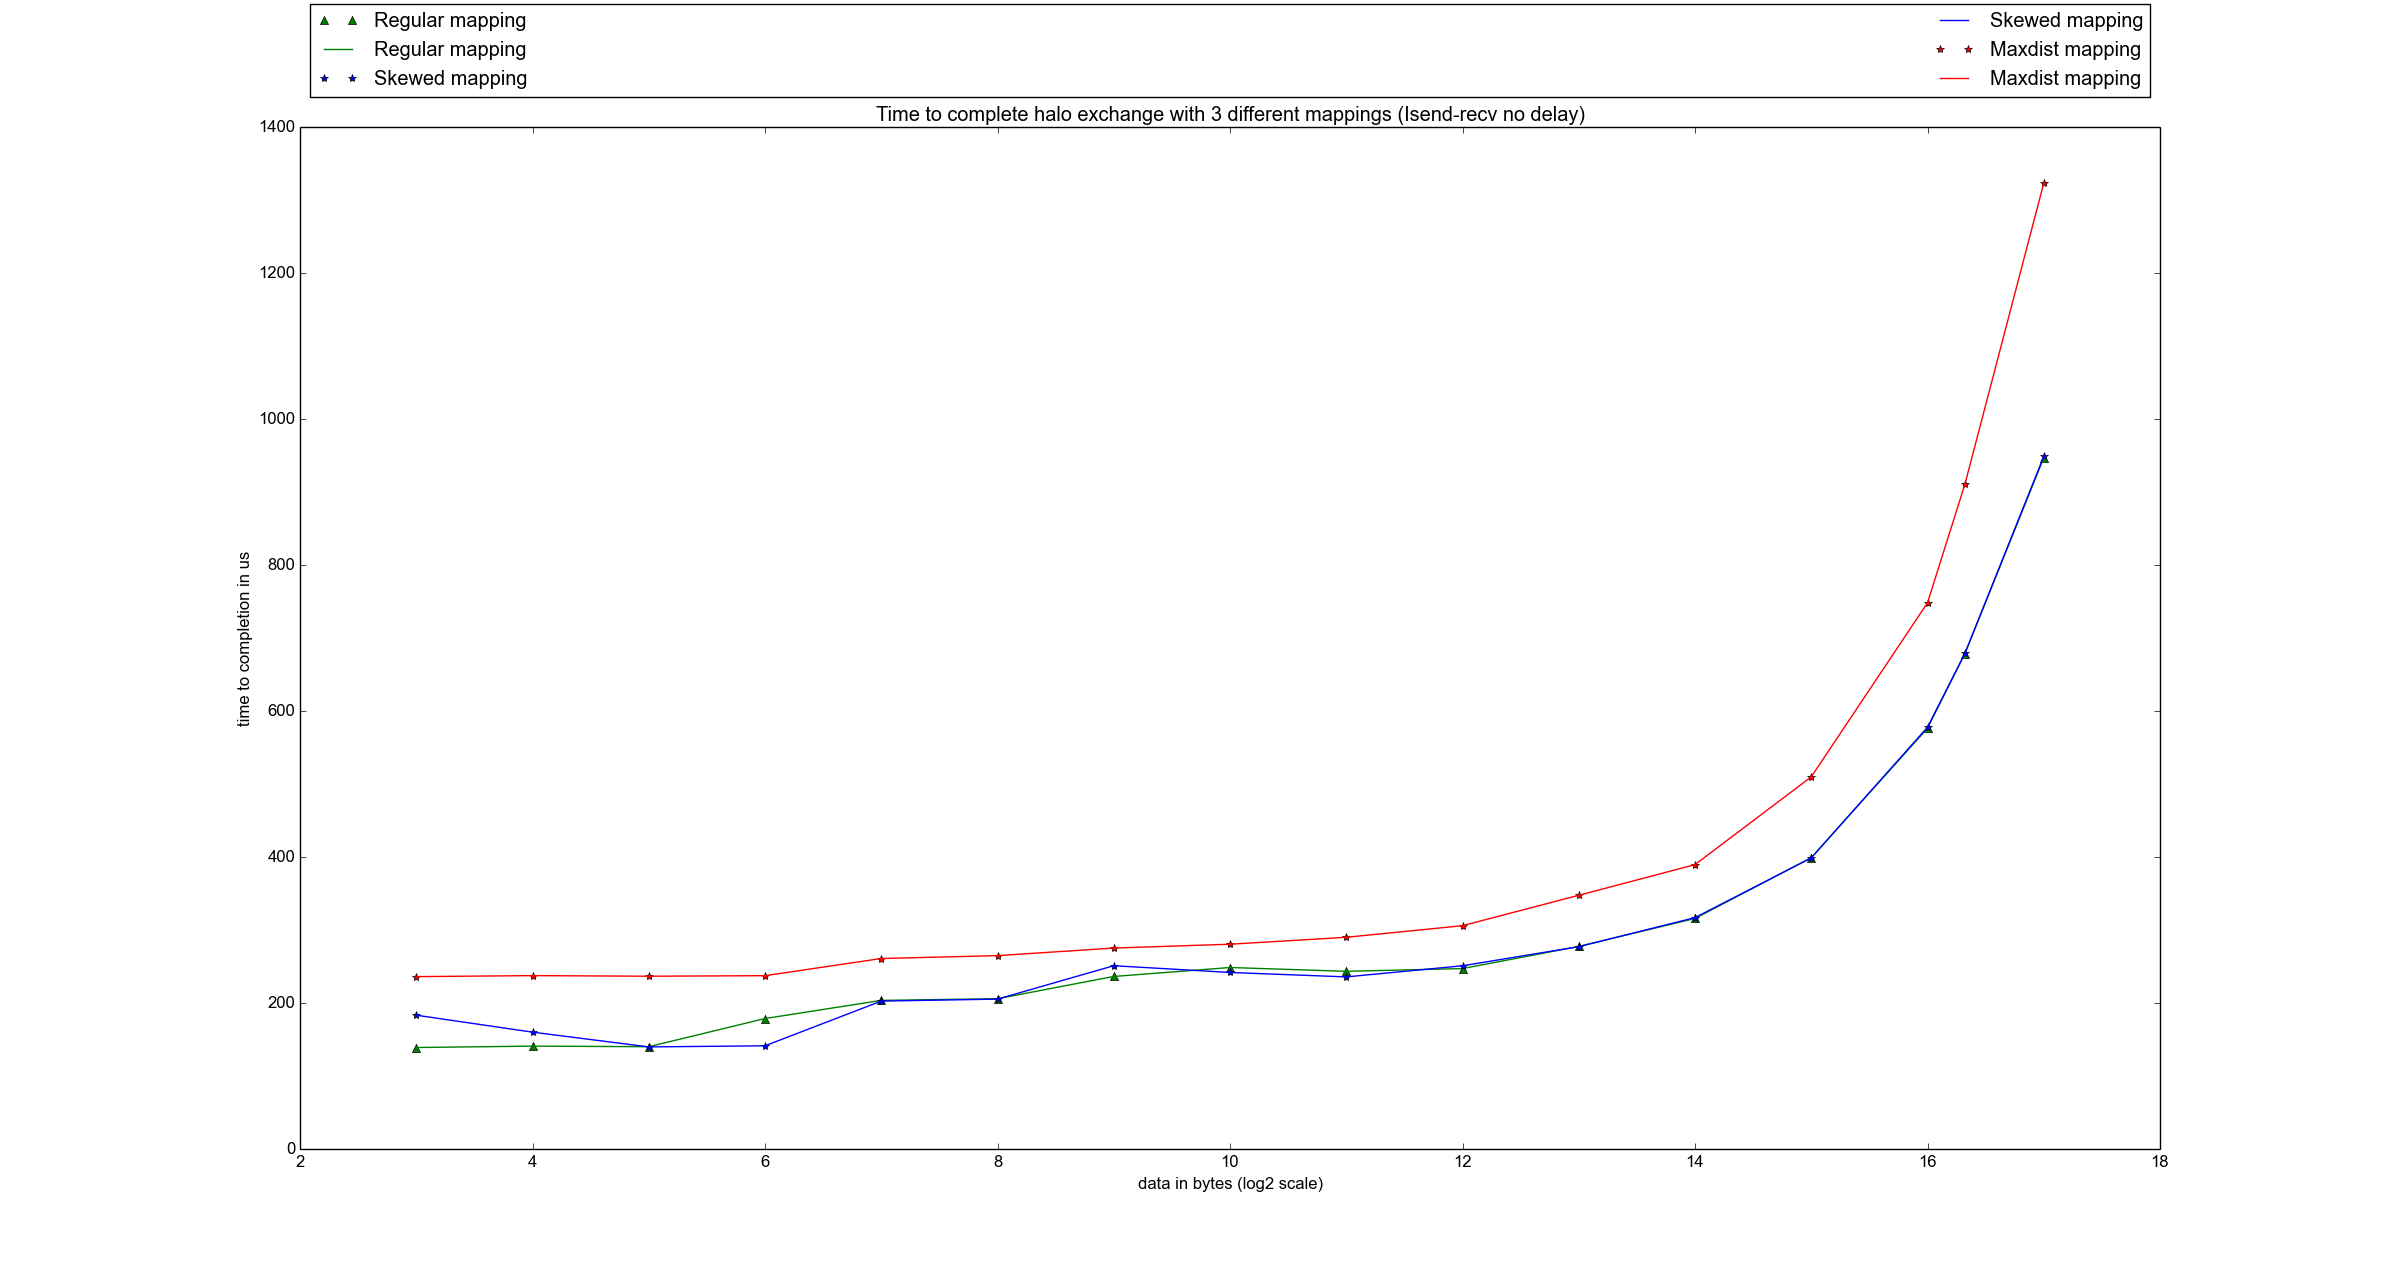 Regular mapping
Regular mapping
Skewed mapping
Skewed mapping
Maxdist mapping
Maxdist mapping
Time to complete halo exchange with 3 different mappings (Isend-recv no delay)
1400
1200
1000
800
600
400
200
0
time to completion in us
2 4 6 8 10 12 14 16 18
data in bytes (log2 scale)